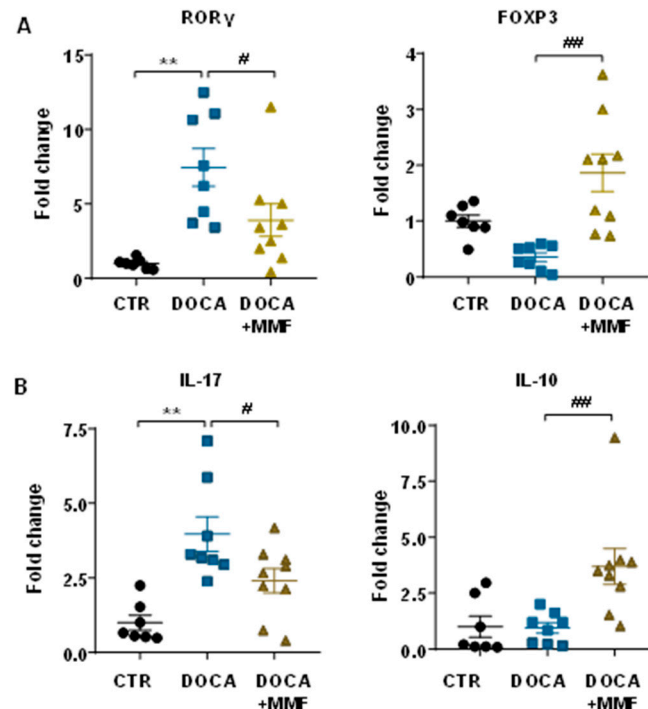 A
RORγ
FOXP3
Fold change
15
10
5
0
**
#
CTR
DOCA
DOCA
+MMF
Fold change
4
3
2
1
0
##
CTR
DOCA
DOCA
+MMF
B
IL-17
IL-10
Fold change
7.5
5.0
2.5
0.0
**
#
CTR
DOCA
DOCA
+MMF
Fold change
10.0
7.5
5.0
2.5
0.0
##
CTR
DOCA
DOCA
+MMF